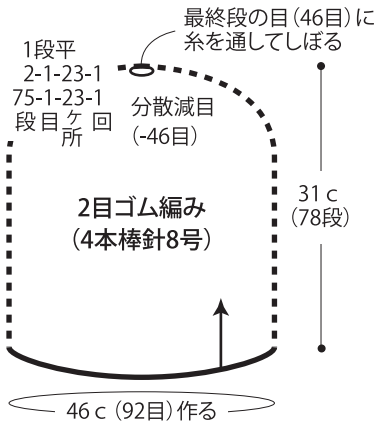 最終段の目(46目)に
糸を通してしぼる
1段平
2-1-23-1
75-1-23-1
段目ヶ所回
分散減目
(-46目)
2目ゴム編み
(4本棒針8号)
31c
(78段)
46c(92目)作る